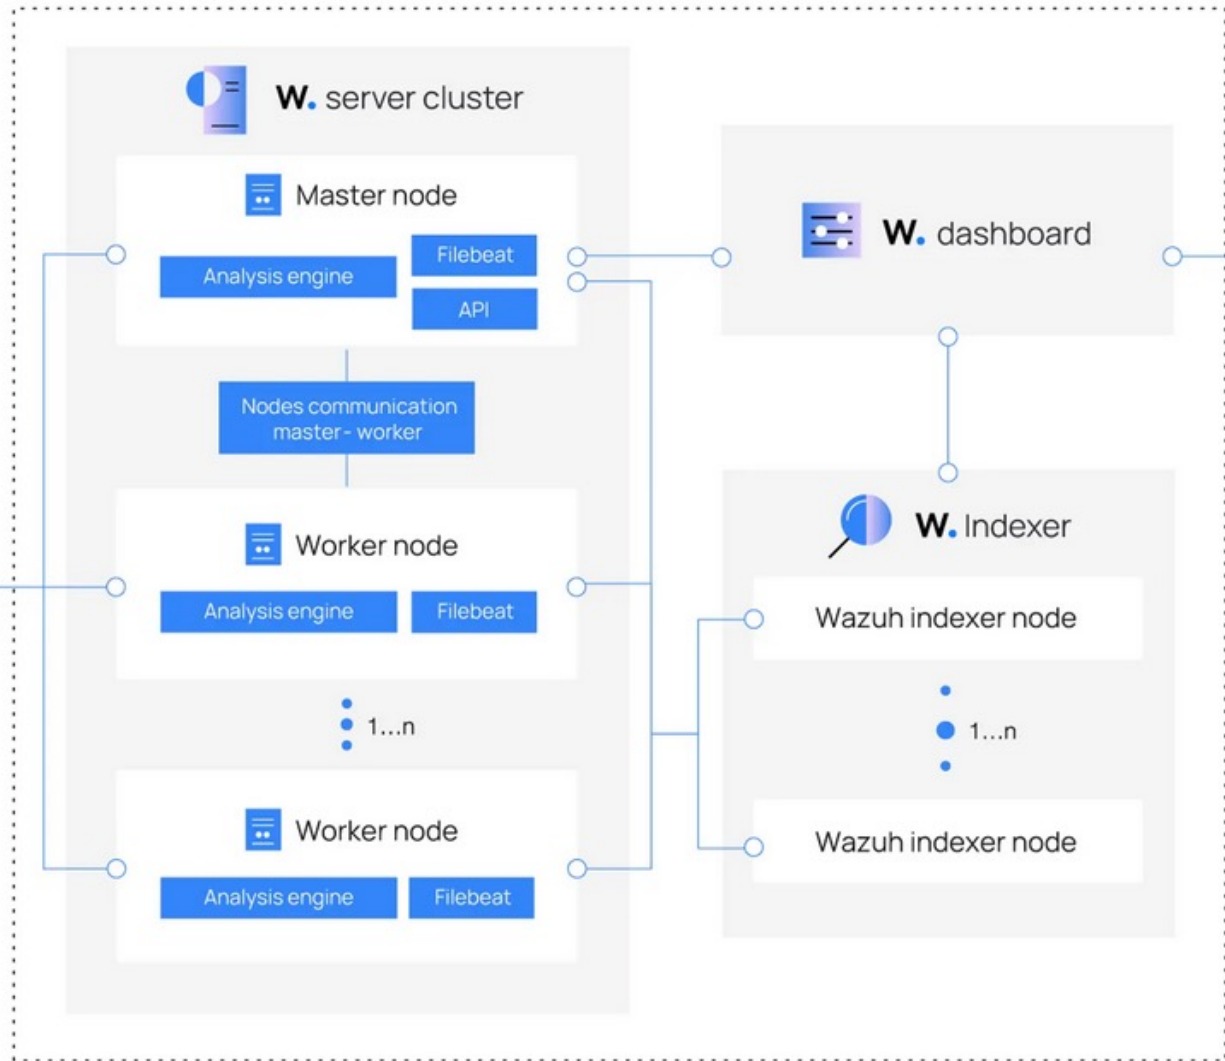 W. server cluster
Master node
Analysis engine
Filebeat
API
Nodes communication
master- worker
Worker node
Analysis engine
Filebeat
1...n
Worker node
Analysis engine
Filebeat
W. dashboard
W. Indexer
Wazuh indexer node
1...n
Wazuh indexer node